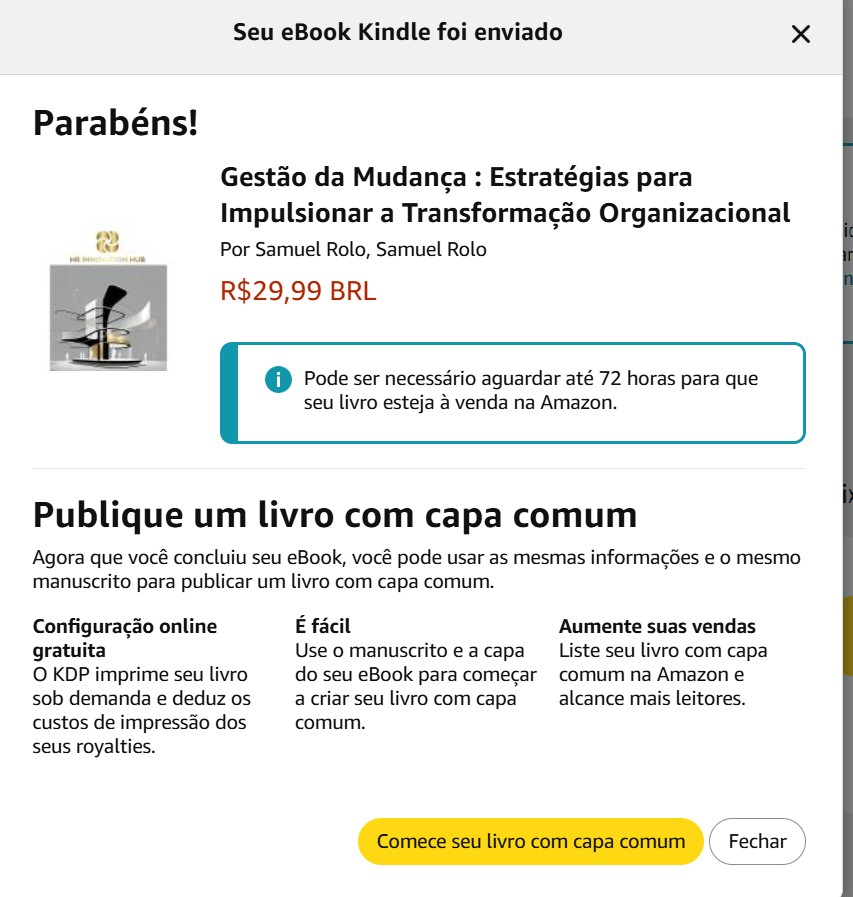 Seu eBook Kindle foi enviado
Parabéns!
Gestão da Mudança : Estratégias para
Impulsionar a Transformação Organizacional
Por Samuel Rolo, Samuel Rolo
R$29,99 BRL
HR INNOVATION HUB
Pode ser necessário aguardar até 72 horas para que
seu livro esteja à venda na Amazon.
Publique um livro com capa comum
Agora que você concluiu seu eBook, você pode usar as mesmas informações e o mesmo
manuscrito para publicar um livro com capa comum.
Configuração online
gratuita
O KDP imprime seu livro
sob demanda e deduz os
custos de impressão dos
seus royalties.
É fácil
Use o manuscrito e a capa
do seu eBook para começar
a criar seu livro com capa
comum.
Aumente suas vendas
Liste seu livro com capa
comum na Amazon e
alcance mais leitores.
Comece seu livro com capa comum
Fechar